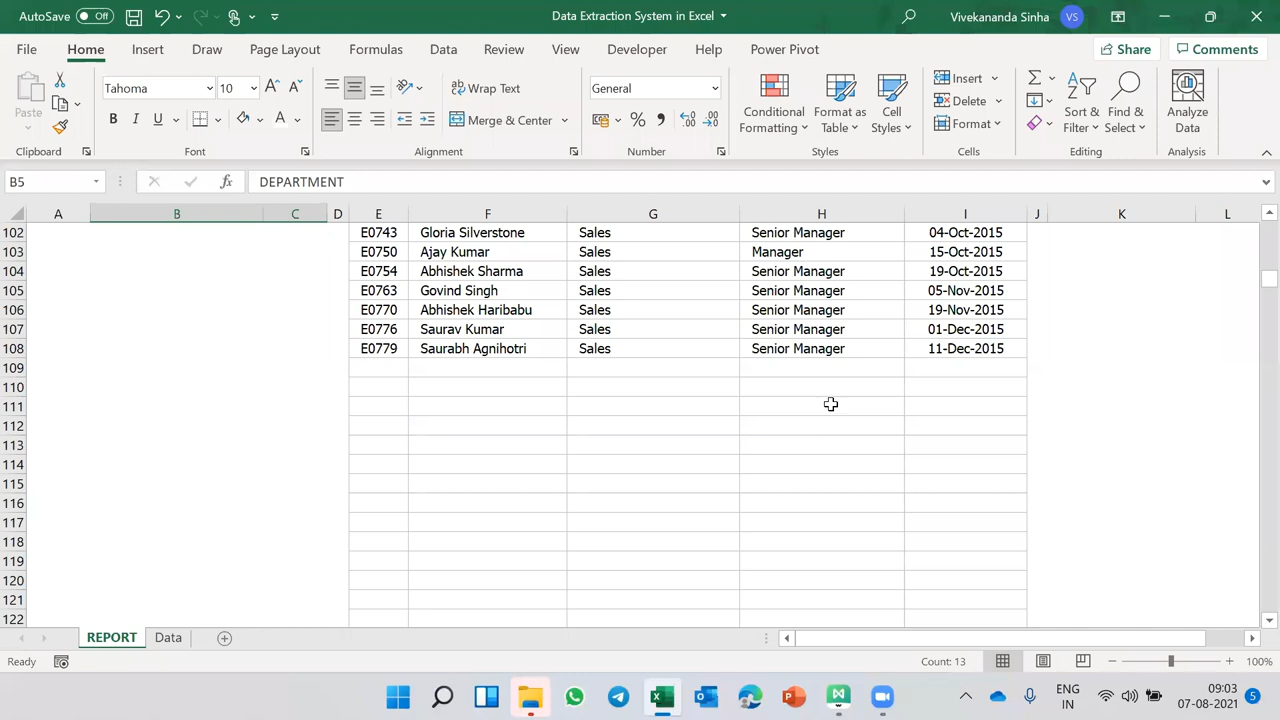 AutoSave Off Data Extraction System in Excel Vivekananda Sinha VS
File Home Insert Draw Page Layout Formulas Data Review View Developer Help Power Pivot Share Comments
Paste
Clipboard
Tahoma 10
B I U
Font
Wrap Text
Merge & Center
Alignment
General
Number
Conditional Formatting
Format as Table
Cell Styles
Styles
Insert
Delete
Format
Cells
Sort & Filter
Find & Select
Editing
Analyze Data
Analysis
B5 fx DEPARTMENT
A B C D E F G H I J K L
102 E0743 Gloria Silverstone Sales Senior Manager 04-Oct-2015
103 E0750 Ajay Kumar Sales Manager 15-Oct-2015
104 E0754 Abhishek Sharma Sales Senior Manager 19-Oct-2015
105 E0763 Govind Singh Sales Senior Manager 05-Nov-2015
106 E0770 Abhishek Haribabu Sales Senior Manager 19-Nov-2015
107 E0776 Saurav Kumar Sales Senior Manager 01-Dec-2015
108 E0779 Saurabh Agnihotri Sales Senior Manager 11-Dec-2015
109
110
111
112
113
114
115
116
117
118
119
120
121
122
REPORT Data
Ready Count: 13 100%
ENG IN 09:03 07-08-2021 5